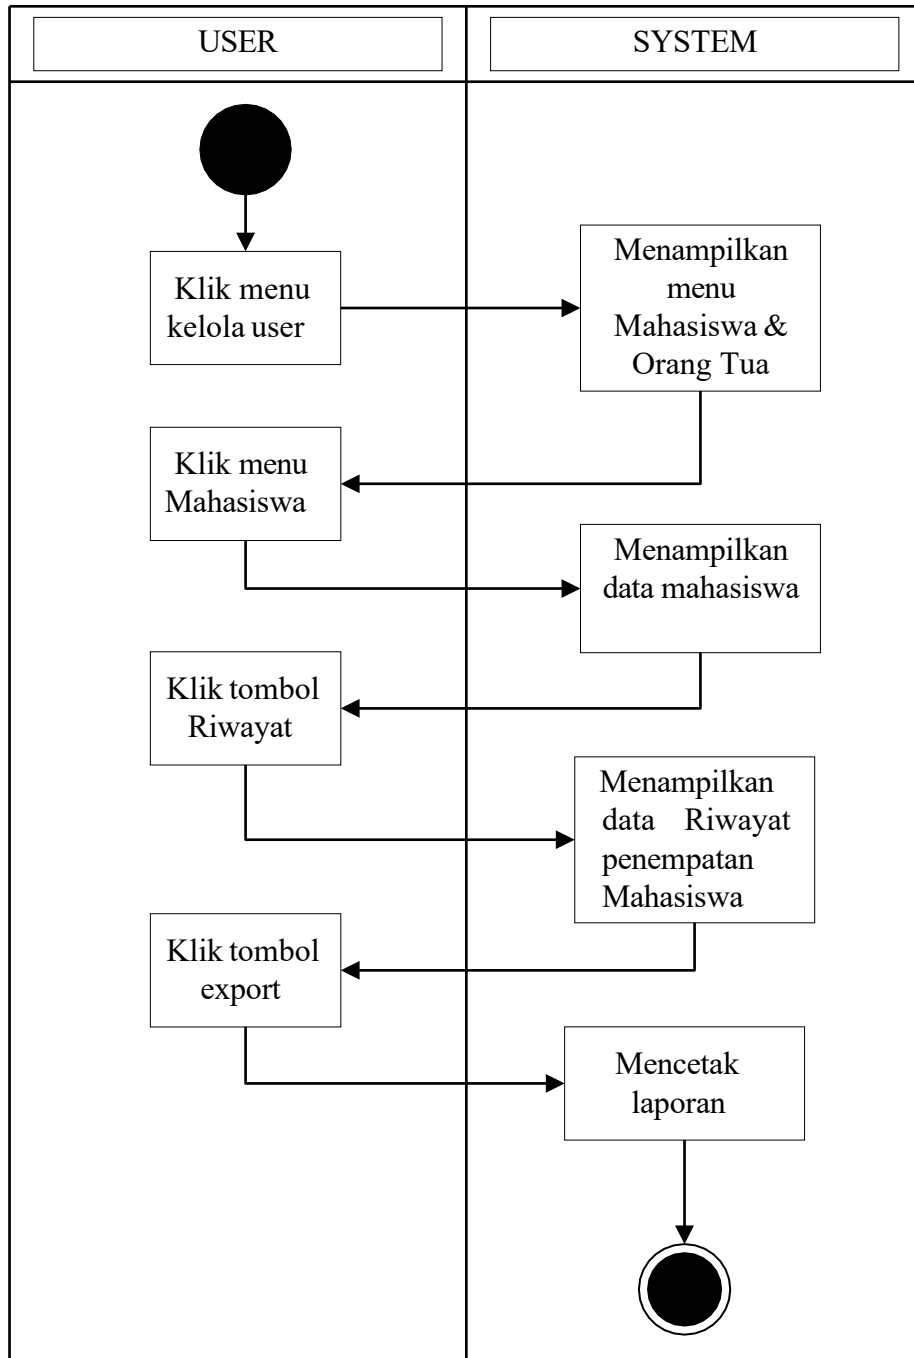 USER
SYSTEM
Klik menu
kelola user
Menampilkan
menu
Mahasiswa &
Orang Tua
Klik menu
Mahasiswa
Menampilkan
data mahasiswa
Klik tombol
Riwayat
Menampilkan
data Riwayat
penempatan
Mahasiswa
Klik tombol
export
Mencetak
laporan